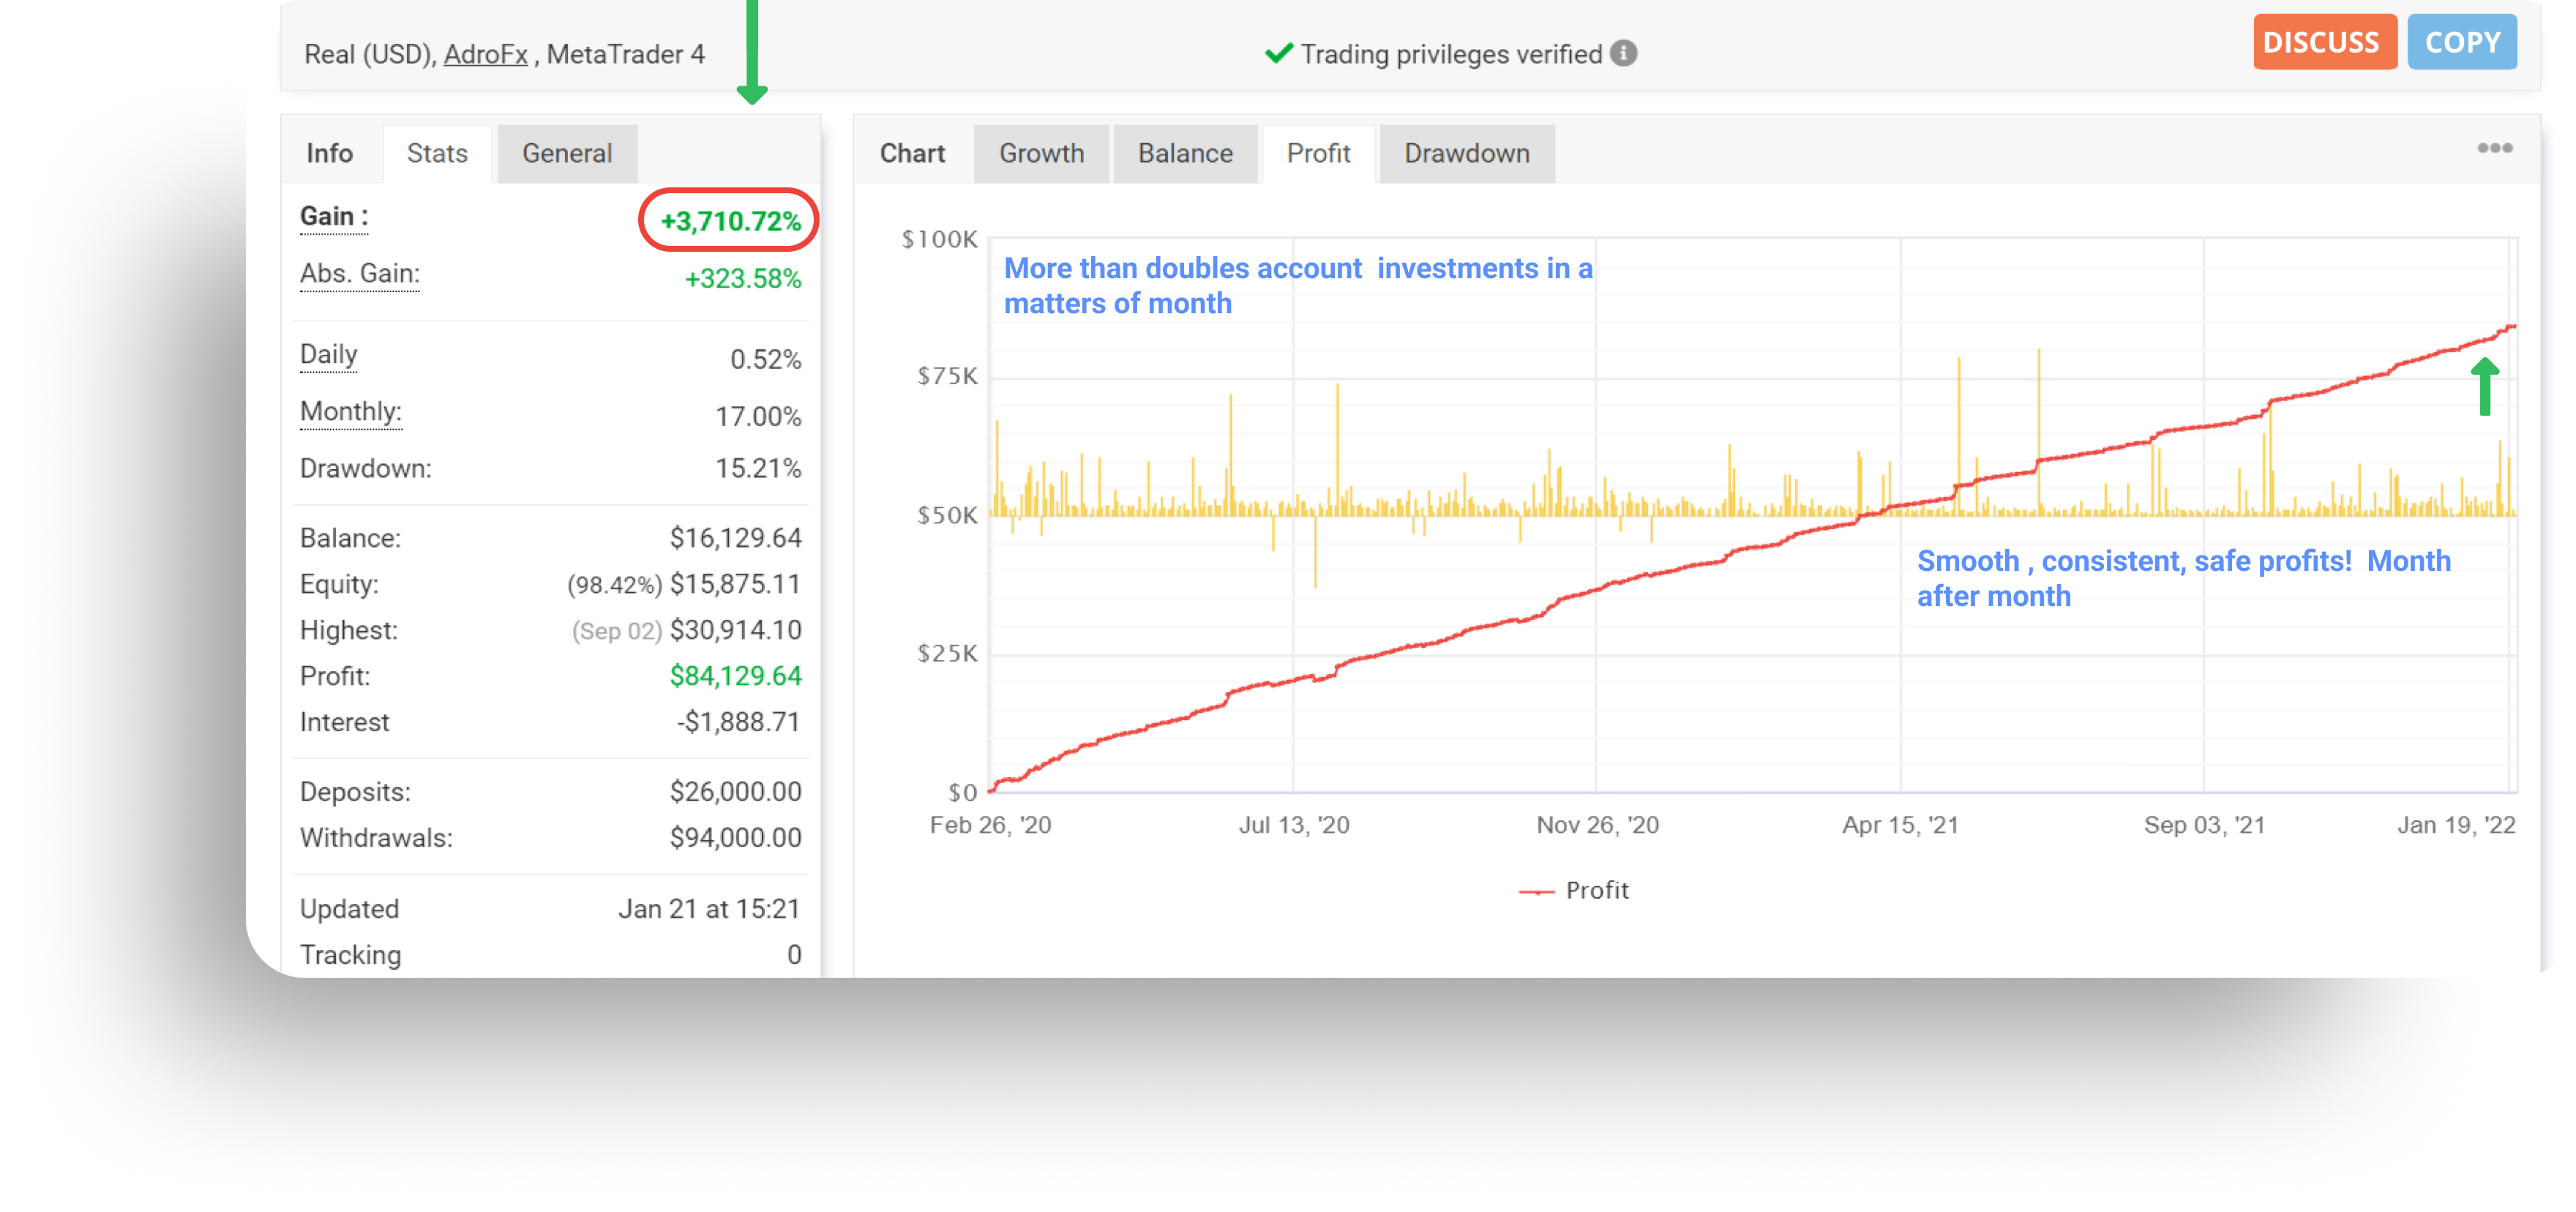 Real (USD), AdroFx , MetaTrader 4
Trading privileges verified
DISCUSS
COPY
Info
Stats
General
Gain :
+3,710.72%
Abs. Gain:
+323.58%
Daily
0.52%
Monthly:
17.00%
Drawdown:
15.21%
Balance:
$16,129.64
Equity:
(98.42%) $15,875.11
Highest:
(Sep 02) $30,914.10
Profit:
$84,129.64
Interest
-$1,888.71
Deposits:
$26,000.00
Withdrawals:
$94,000.00
Updated
Jan 21 at 15:21
Tracking
0
Chart
Growth
Balance
Profit
Drawdown
$100K
$75K
$50K
$25K
$0
More than doubles account  investments in a
matters of month
Smooth , consistent, safe profits!  Month
after month
Feb 26, '20
Jul 13, '20
Nov 26, '20
Apr 15, '21
Sep 03, '21
Jan 19, '22
Profit